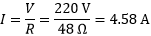 I = V/R = 220 V/48 Ω = 4.58 A